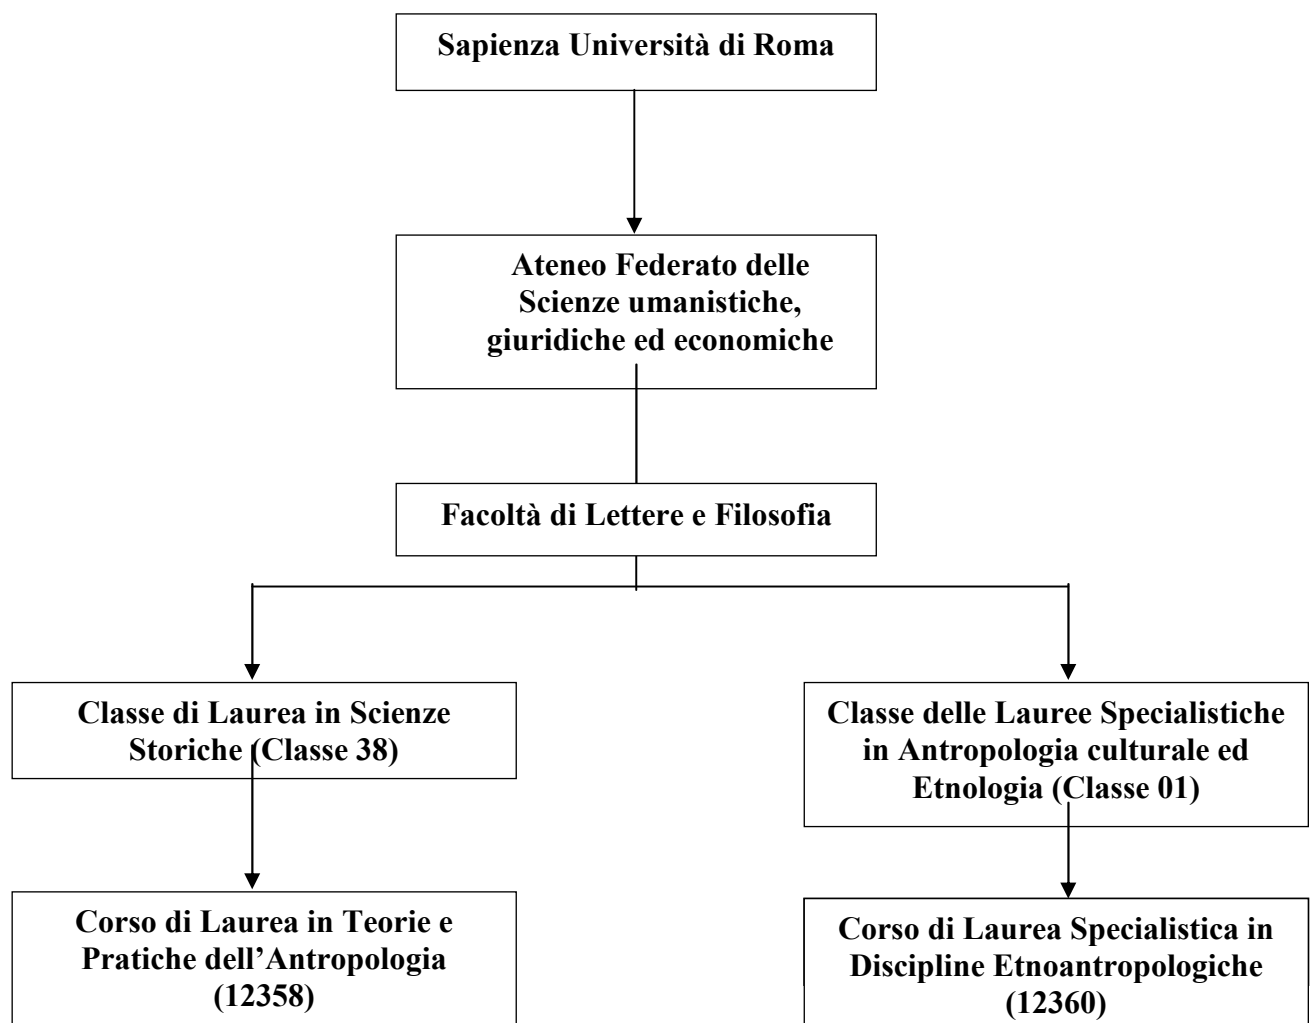 Sapienza Università di Roma
Ateneo Federato delle
Scienze umanistiche,
giuridiche ed economiche
Facoltà di Lettere e Filosofia
Classe di Laurea in Scienze
Storiche (Classe 38)
Classe delle Lauree Specialistiche
in Antropologia culturale ed
Etnologia (Classe 01)
Corso di Laurea in Teorie e
Pratiche dell’Antropologia
(12358)
Corso di Laurea Specialistica in
Discipline Etnoantropologiche
(12360)